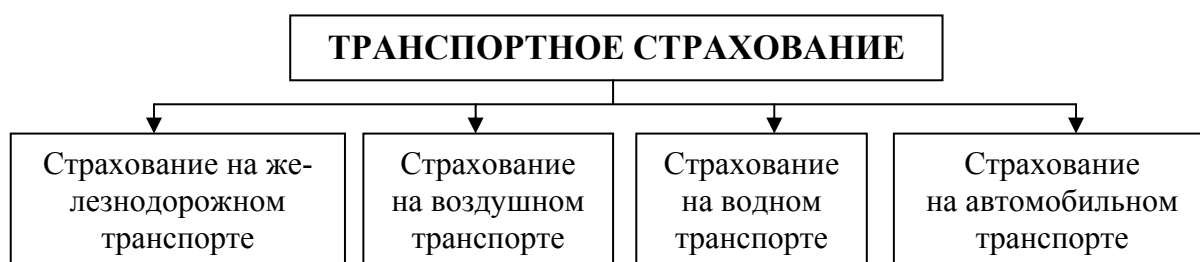 ТРАНСПОРТНОЕ СТРАХОВАНИЕ
Страхование на же-
лезнодорожном
транспорте
Страхование
на воздушном
транспорте
Страхование
на водном
транспорте
Страхование
на автомобильном
транспорте